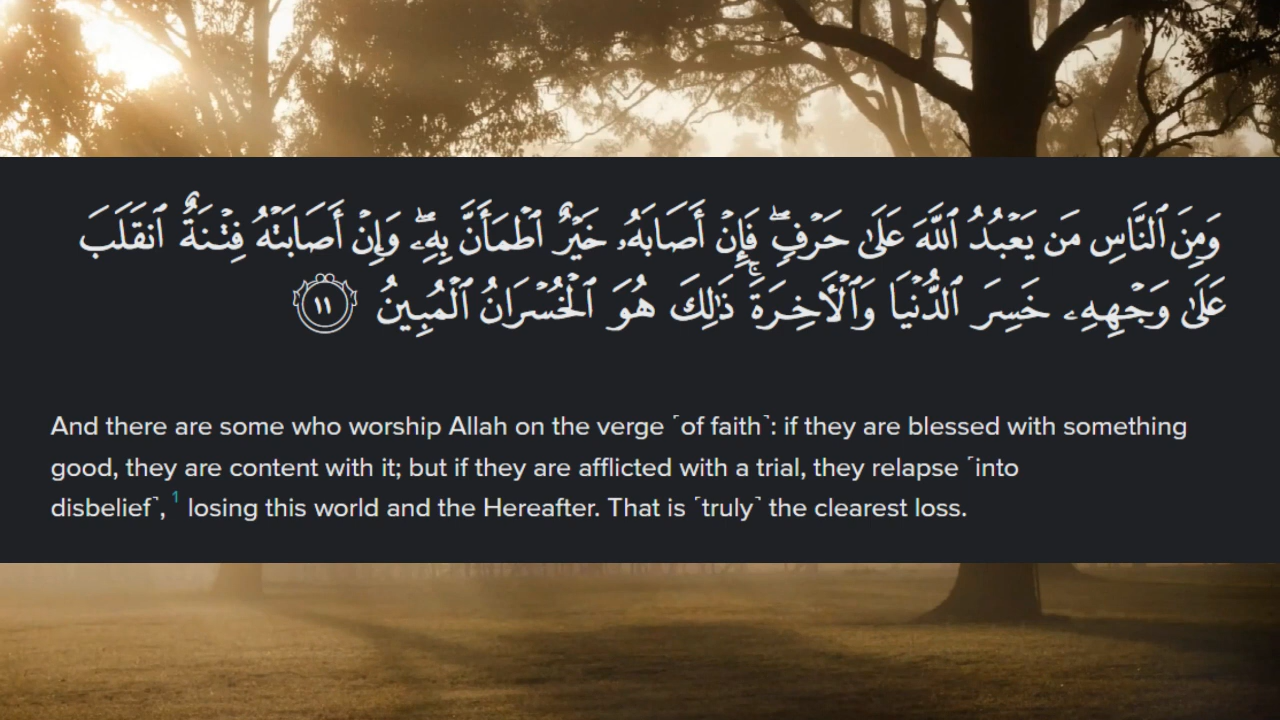 وَمِنَ ٱلنَّاسِ مَن يَعۡبُدُ ٱللَّهَ عَلَىٰ حَرۡفٖۖ فَإِنۡ أَصَابَهُۥ خَيۡرٌ ٱطۡمَأَنَّ بِهِۦۖ وَإِنۡ أَصَابَتۡهُ فِتۡنَةٌ ٱنقَلَبَ
عَلَىٰ وَجۡهِهِۦ خَسِرَ ٱلدُّنۡيَا وَٱلۡأٓخِرَةَۚ ذَٰلِكَ هُوَ ٱلۡخُسۡرَانُ ٱلۡمُبِينُ ١١
And there are some who worship Allah on the verge ˹of faith˺: if they are blessed with something
good, they are content with it; but if they are afflicted with a trial, they relapse ˹into
disbelief˺, 1 losing this world and the Hereafter. That is ˹truly˺ the clearest loss.